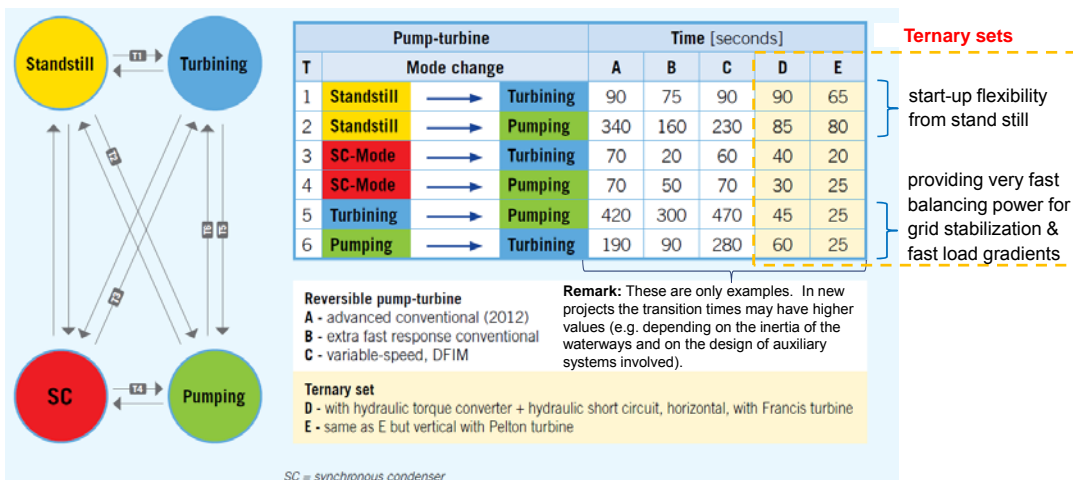 Standstill
T1
Turbining
T2
T3
T6
T5
SC
T4
Pumping
Pump-turbine Time [seconds]
T Mode change A B C D E
1 Standstill Turbining 90 75 90 90 65
2 Standstill Pumping 340 160 230 85 80
3 SC-Mode Turbining 70 20 60 40 20
4 SC-Mode Pumping 70 50 70 30 25
5 Turbining Pumping 420 300 470 45 25
6 Pumping Turbining 190 90 280 60 25
Ternary sets
start-up flexibility
from stand still
providing very fast
balancing power for
grid stabilization &
fast load gradients
Reversible pump-turbine
A - advanced conventional (2012)
B - extra fast response conventional
C - variable-speed, DFIM
Remark: These are only examples. In new
projects the transition times may have higher
values (e.g. depending on the inertia of the
waterways and on the design of auxiliary
systems involved).
Ternary set
D - with hydraulic torque converter + hydraulic short circuit, horizontal, with Francis turbine
E - same as E but vertical with Pelton turbine
SC = synchronous condenser